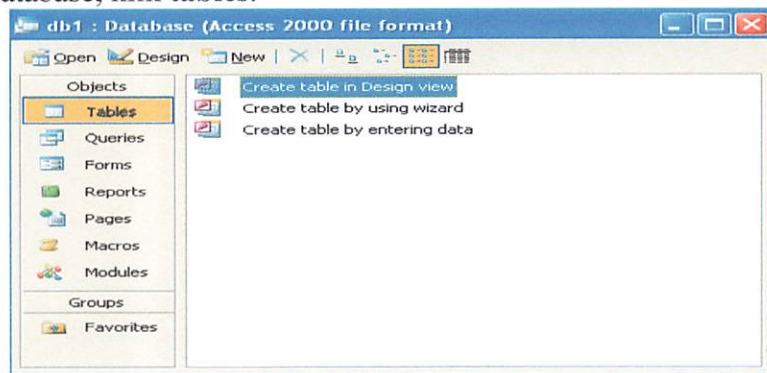 db1 : Database (Access 2000 file format)
Open Design New
Objects
Tables
Queries
Forms
Reports
Pages
Macros
Modules
Groups
Favorites
Create table in Design view
Create table by using wizard
Create table by entering data